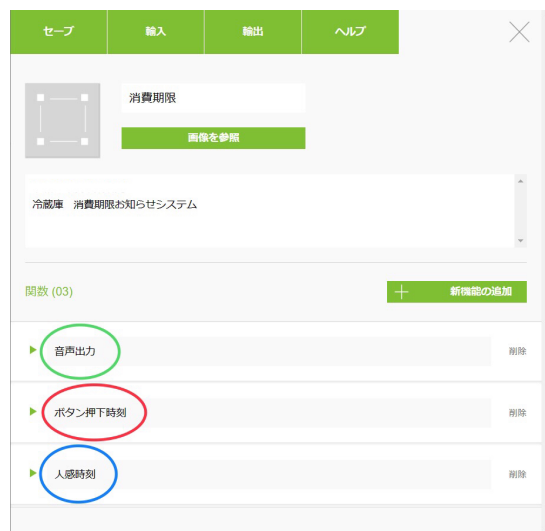 セーブ 輸入 輸出 ヘルプ
消費期限
画像を参照
冷蔵庫　消費期限お知らせシステム
関数 (03) 新機能の追加
音声出力 削除
ボタン押下時刻 削除
人感時刻 削除